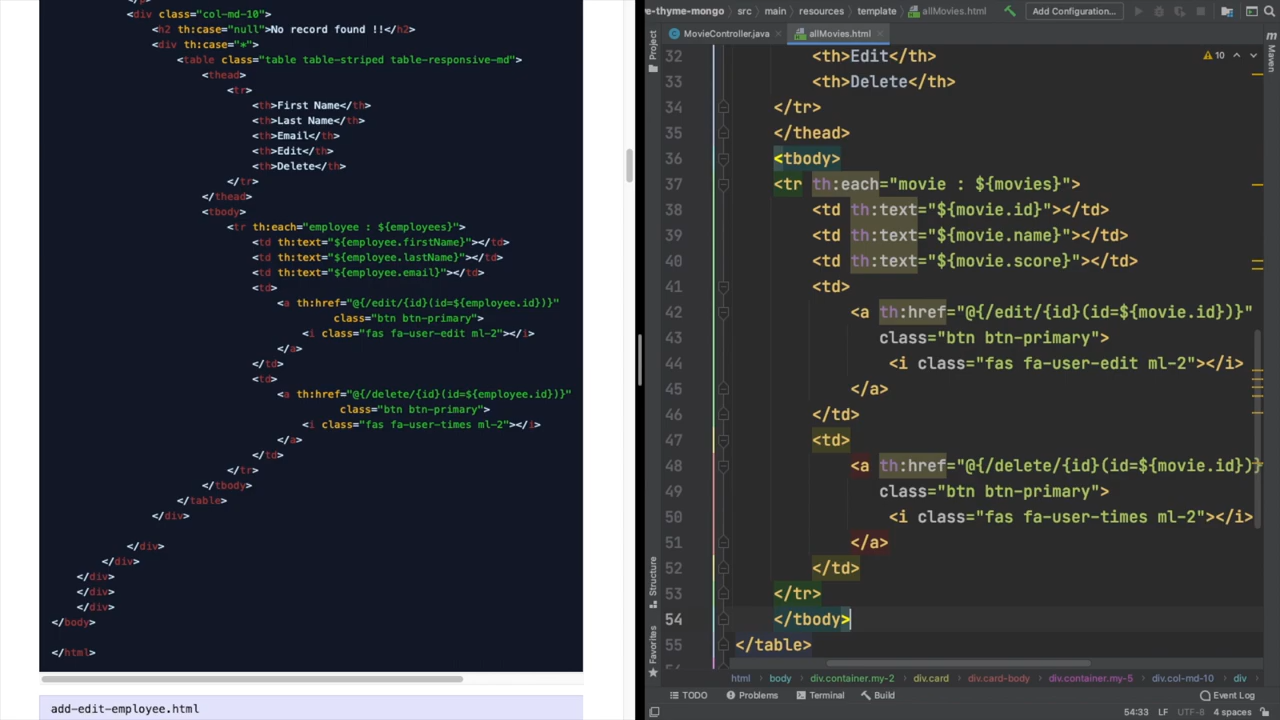 </p>
<div class="col-md-10">
<h2 th:case="null">No record found !!</h2>
<div th:case="*">
<table class="table table-striped table-responsive-md">
<thead>
<tr>
<th>First Name</th>
<th>Last Name</th>
<th>Email</th>
<th>Edit</th>
<th>Delete</th>
</tr>
</thead>
<tbody>
<tr th:each="employee : ${employees}">
<td th:text="${employee.firstName}"></td>
<td th:text="${employee.lastName}"></td>
<td th:text="${employee.email}"></td>
<td>
<a th:href="@{/edit/{id}(id=${employee.id})}"
class="btn btn-primary">
<i class="fas fa-user-edit ml-2"></i>
</a>
</td>
<td>
<a th:href="@{/delete/{id}(id=${employee.id})}"
class="btn btn-primary">
<i class="fas fa-user-times ml-2"></i>
</a>
</td>
</tr>
</tbody>
</table>
</div>
</div>
</div>
</div>
</div>
</div>
</body>
</html>
add-edit-employee.html
e-thyme-mongo src main resources template allMovies.html Add Configuration...
MovieController.java allMovies.html
Project
Structure
Favorites
Maven
10
32 <th>Edit</th>
33 <th>Delete</th>
34 </tr>
35 </thead>
36 <tbody>
37 <tr th:each="movie : ${movies}">
38 <td th:text="${movie.id}"></td>
39 <td th:text="${movie.name}"></td>
40 <td th:text="${movie.score}"></td>
41 <td>
42 <a th:href="@{/edit/{id}(id=${movie.id})}"
43 class="btn btn-primary">
44 <i class="fas fa-user-edit ml-2"></i>
45 </a>
46 </td>
47 <td>
48 <a th:href="@{/delete/{id}(id=${movie.id})}
49 class="btn btn-primary">
50 <i class="fas fa-user-times ml-2"></i>
51 </a>
52 </td>
53 </tr>
54 </tbody>
55 </table>
html body div.container.my-2 div.card div.card-body div.container.my-5 div.col-md-10 div
TODO Problems Terminal Build Event Log
54:33 LF UTF-8 4 spaces